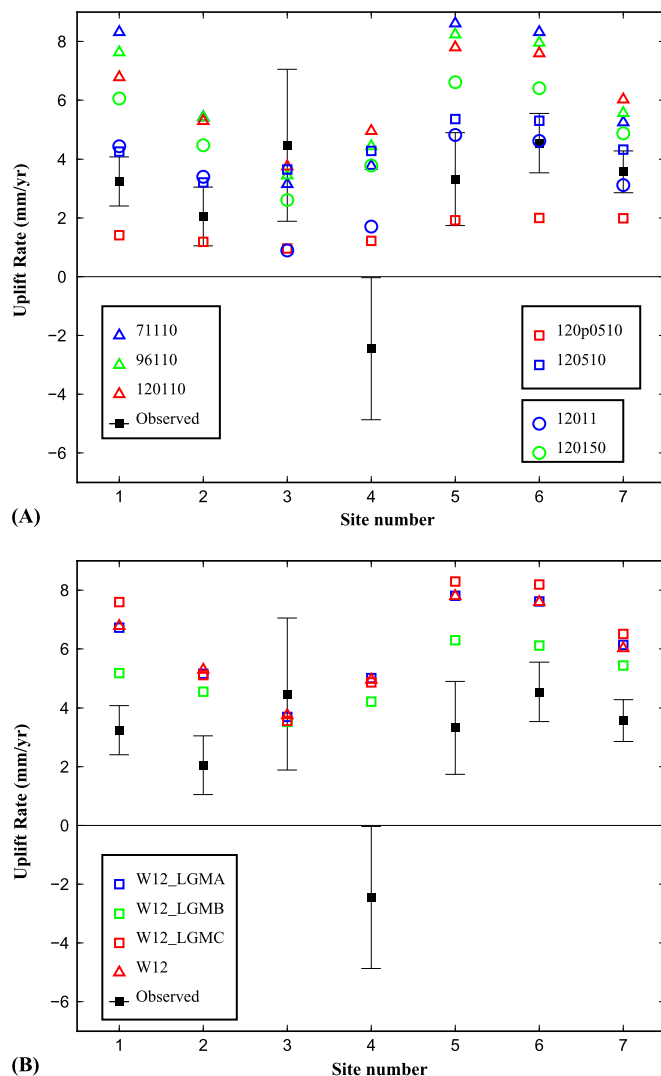 8
6
4
2
0
−2
−4
−6
Uplift Rate (mm/yr)
71110
96110
120110
Observed
120p0510
120510
12011
120150
1 2 3 4 5 6 7
Site number
(A)
8
6
4
2
0
−2
−4
−6
Uplift Rate (mm/yr)
W12_LGMA
W12_LGMB
W12_LGMC
W12
Observed
1 2 3 4 5 6 7
Site number
(B)